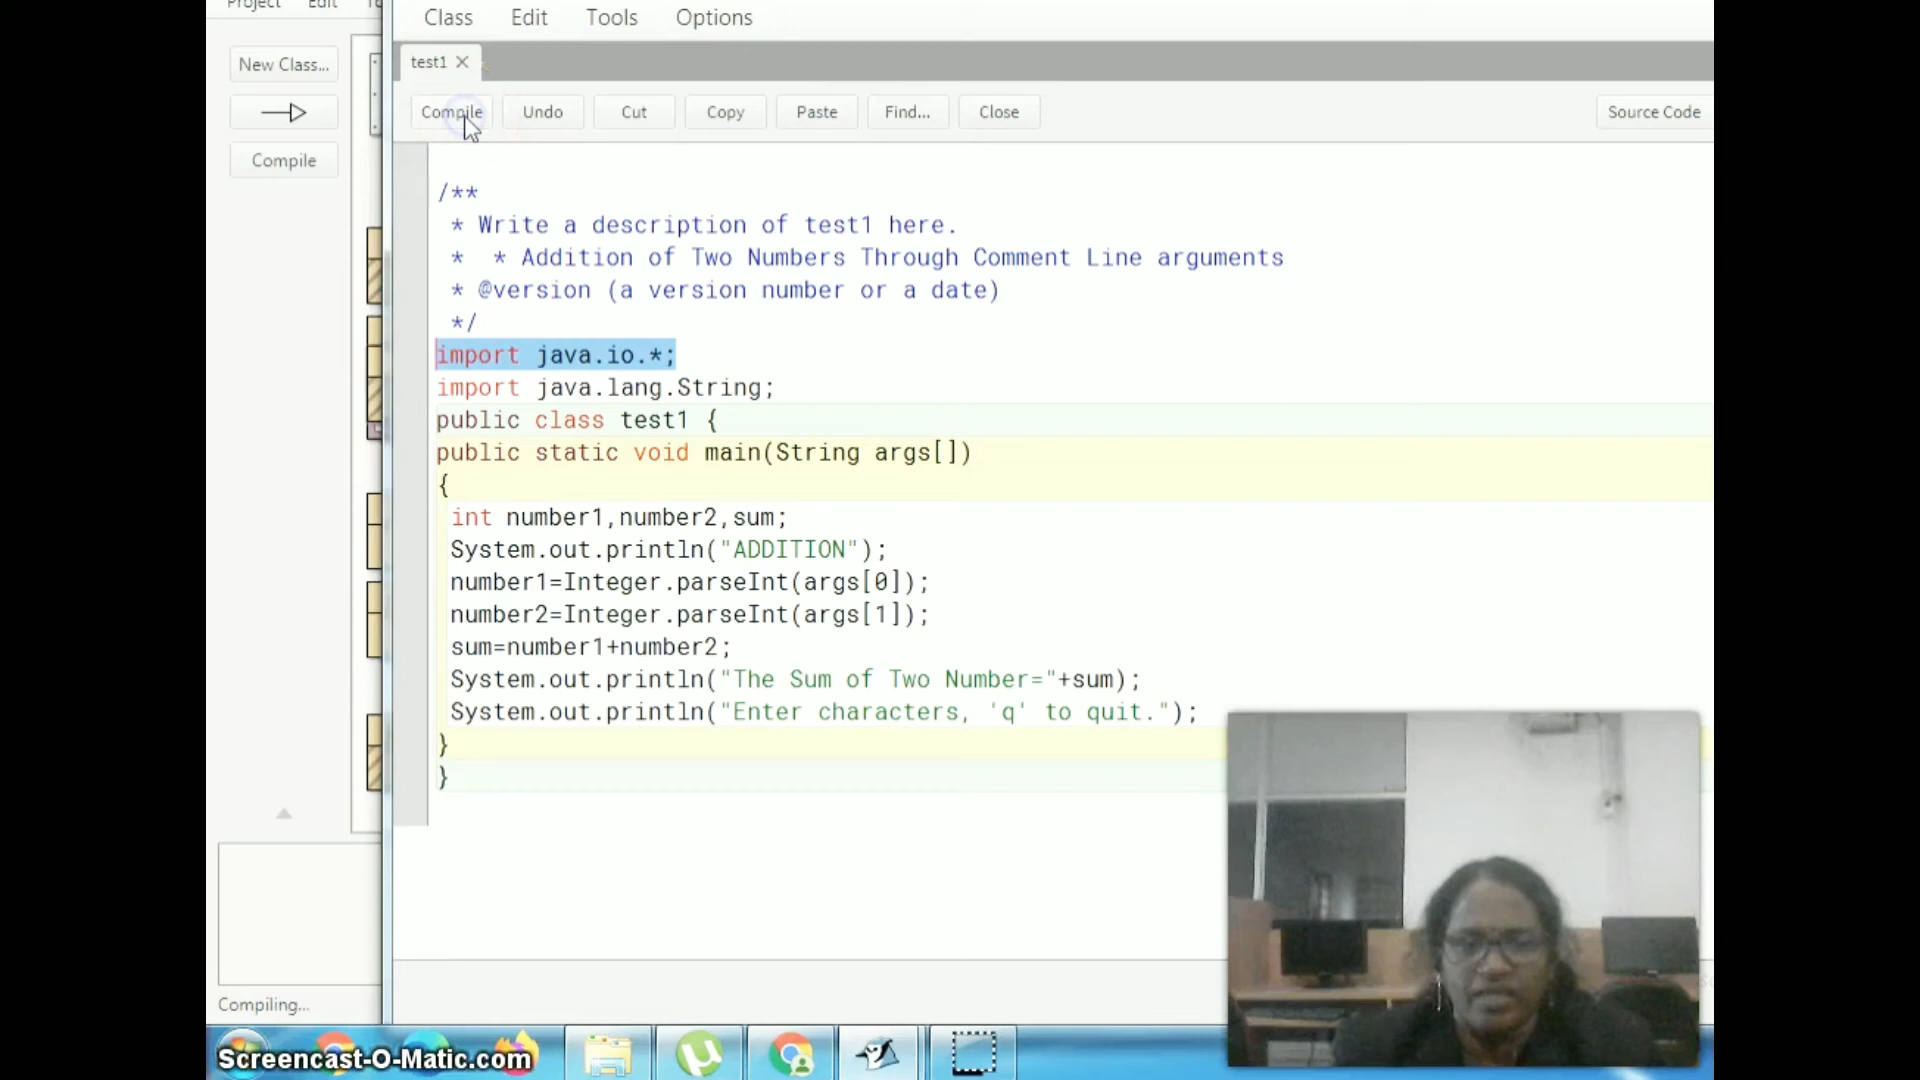 Project Edit
Class Edit Tools Options
New Class...
test1
Compile Undo Cut Copy Paste Find... Close Source Code
Compile
/**
* Write a description of test1 here.
* * Addition of Two Numbers Through Comment Line arguments
* @version (a version number or a date)
*/
import java.io.*;
import java.lang.String;
public class test1 {
public static void main(String args[])
{
int number1,number2,sum;
System.out.println("ADDITION");
number1=Integer.parseInt(args[0]);
number2=Integer.parseInt(args[1]);
sum=number1+number2;
System.out.println("The Sum of Two Number="+sum);
System.out.println("Enter characters, 'q' to quit.");
}
}
Compiling...
Screencast-O-Matic.com